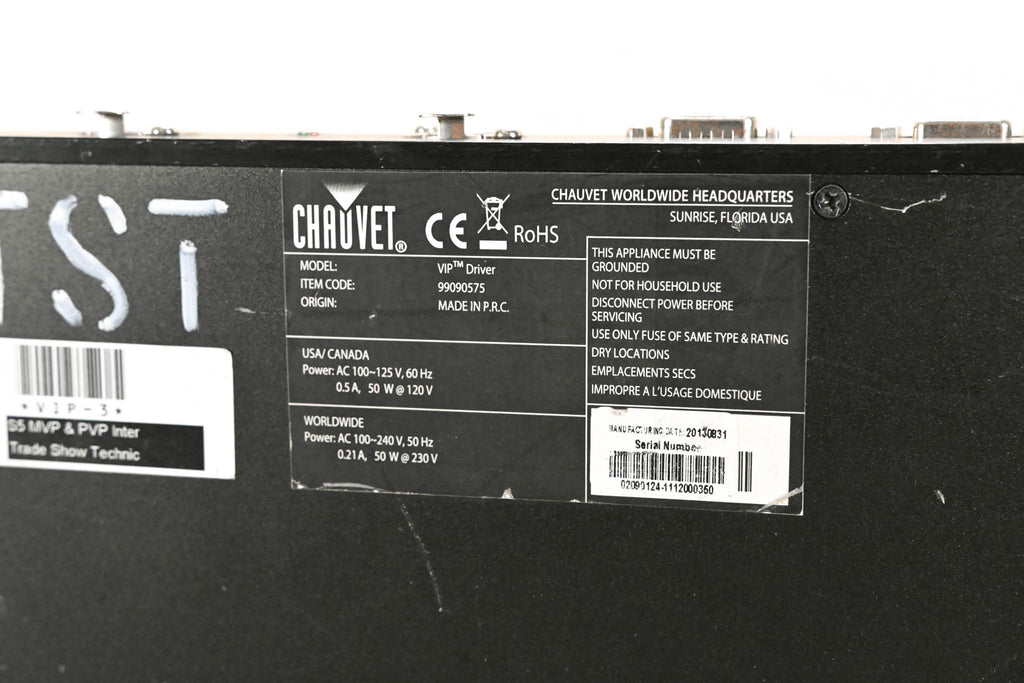 TST
*VIP-3*
S5 MVP & PVP Inter
Trade Show Technic
CHAUVET®
CE
RoHS
CHAUVET WORLDWIDE HEADQUARTERS
SUNRISE, FLORIDA USA
MODEL: VIP™ Driver
ITEM CODE: 99090575
ORIGIN: MADE IN P.R.C.
USA/ CANADA
Power: AC 100~125 V, 60 Hz
0.5 A, 50 W @ 120 V
WORLDWIDE
Power: AC 100~240 V, 50 Hz
0.21 A, 50 W @ 230 V
THIS APPLIANCE MUST BE
GROUNDED
NOT FOR HOUSEHOLD USE
DISCONNECT POWER BEFORE
SERVICING
USE ONLY FUSE OF SAME TYPE & RATING
DRY LOCATIONS
EMPLACEMENTS SECS
IMPROPRE A L'USAGE DOMESTIQUE
MANUFACTURING DATE: 20130831
Serial Number
02090124-1112000350